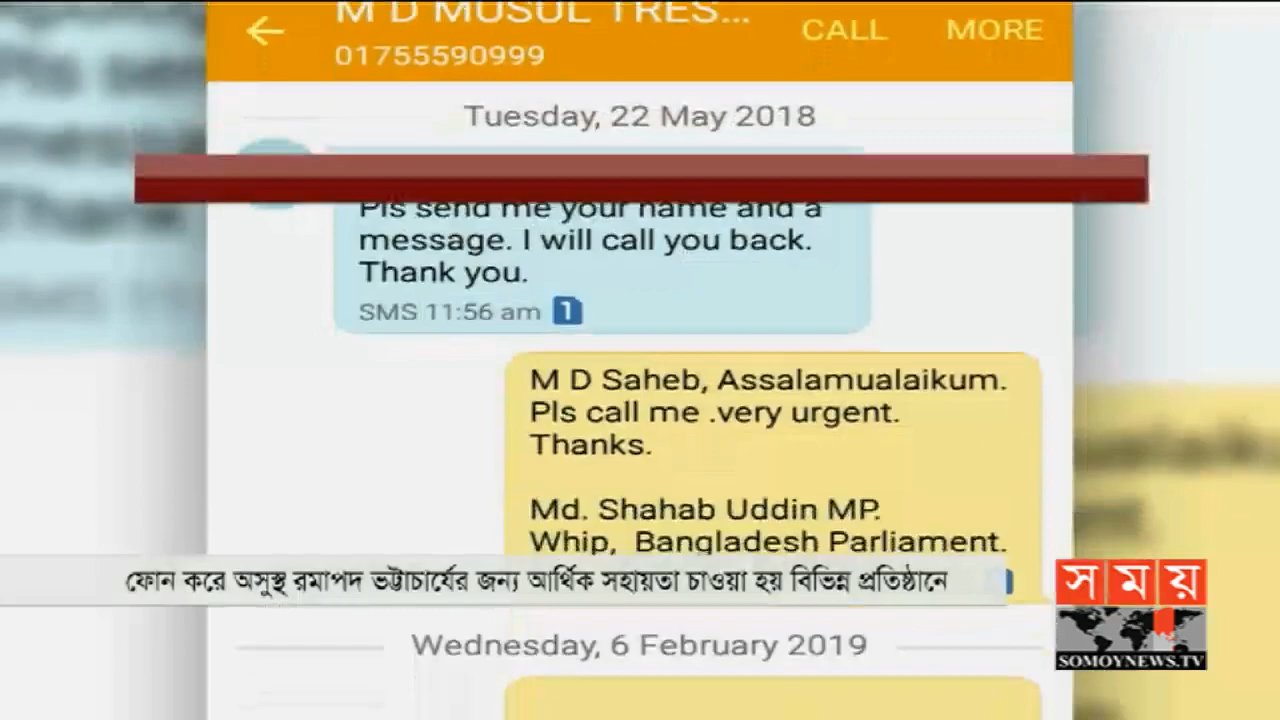 M D MUSUL TRES...
01755590999
CALL
MORE
Tuesday, 22 May 2018
Pls send me your name and a
message. I will call you back.
Thank you.
SMS 11:56 am 1
M D Saheb, Assalamualaikum.
Pls call me .very urgent.
Thanks.
Md. Shahab Uddin MP.
Whip, Bangladesh Parliament.
ফোন করে অসুস্থ রমাপদ ভট্টাচার্যের জন্য আর্থিক সহায়তা চাওয়া হয় বিভিন্ন প্রতিষ্ঠানে
সময়
SOMOYNEWS.TV
Wednesday, 6 February 2019